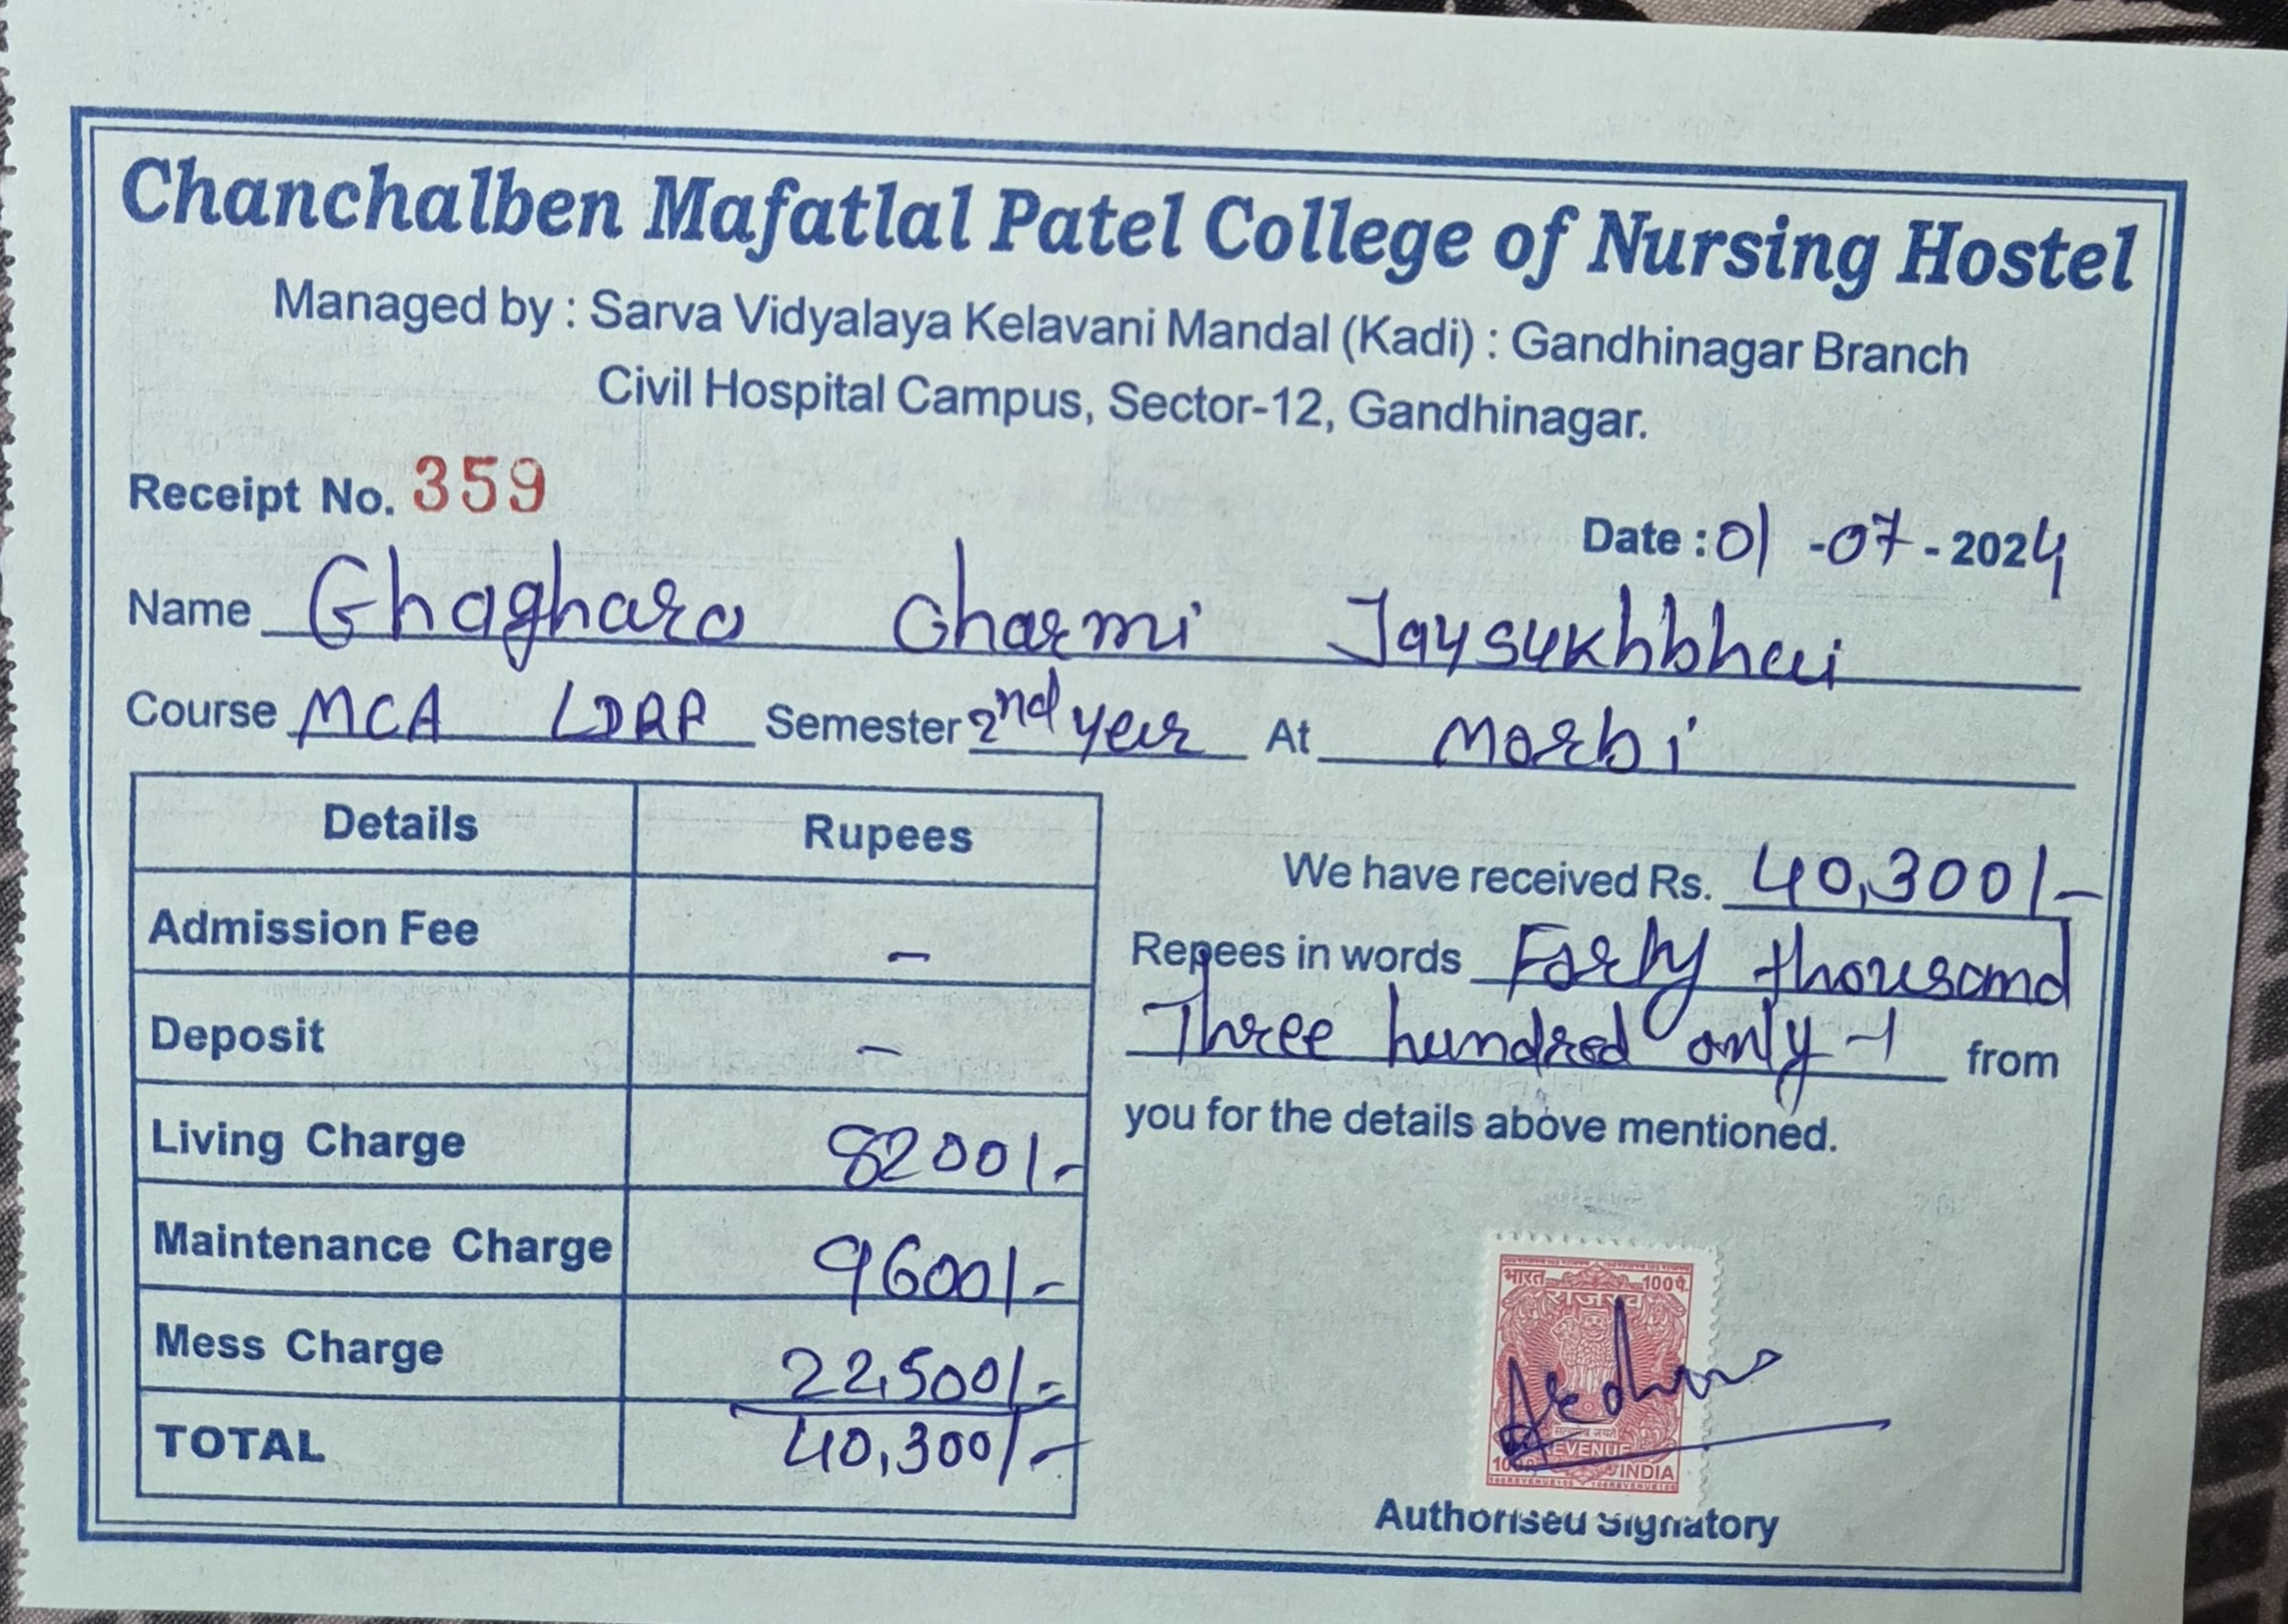 Chanchalben Mafatlal Patel College of Nursing Hostel
Managed by : Sarva Vidyalaya Kelavani Mandal (Kadi) : Gandhinagar Branch
Civil Hospital Campus, Sector-12, Gandhinagar.
Receipt No. 359
Date : 01 - 07 - 2024
Name Ghaghara Charmi Jaysukhbhai
Course MCA LDRP Semester 2nd year At Morbi
Details Rupees
Admission Fee –
Deposit –
Living Charge 8200/-
Maintenance Charge 9600/-
Mess Charge 22,500/=
TOTAL 40,300/-
We have received Rs. 40,300/-
Repees in words Forty thousand
Three hundred only -/ from
you for the details above mentioned.
भारत 100पै.
राजस्व
सत्यमेव जयते
REVENUE
INDIA
Authorised Signatory